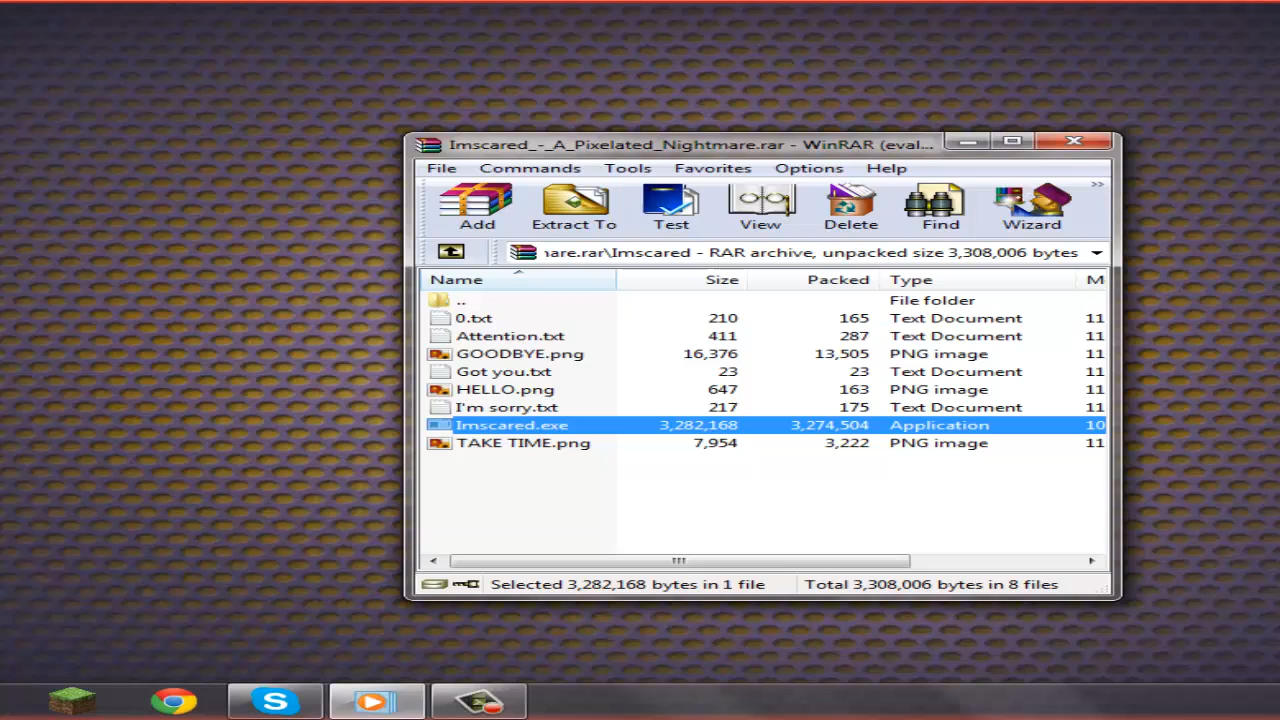 Imscared_-_A_Pixelated_Nightmare.rar - WinRAR (eval...
File Commands Tools Favorites Options Help
Add Extract To Test View Delete Find Wizard
are.rar\Imscared - RAR archive, unpacked size 3,308,006 bytes
Name Size Packed Type M
.. File folder
0.txt 210 165 Text Document 11
Attention.txt 411 287 Text Document 11
GOODBYE.png 16,376 13,505 PNG image 11
Got you.txt 23 23 Text Document 11
HELLO.png 647 163 PNG image 11
I'm sorry.txt 217 175 Text Document 11
Imscared.exe 3,282,168 3,274,504 Application 10
TAKE TIME.png 7,954 3,222 PNG image 11
Selected 3,282,168 bytes in 1 file Total 3,308,006 bytes in 8 files